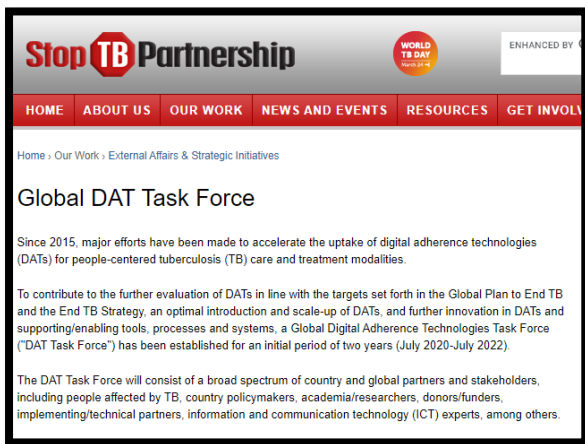 Stop TB Partnership
WORLD
TB DAY
March 24
ENHANCED BY
HOME ABOUT US OUR WORK NEWS AND EVENTS RESOURCES GET INVOLV
Home › Our Work › External Affairs & Strategic Initiatives
Global DAT Task Force
Since 2015, major efforts have been made to accelerate the uptake of digital adherence technologies
(DATs) for people-centered tuberculosis (TB) care and treatment modalities.
To contribute to the further evaluation of DATs in line with the targets set forth in the Global Plan to End TB
and the End TB Strategy, an optimal introduction and scale-up of DATs, and further innovation in DATs and
supporting/enabling tools, processes and systems, a Global Digital Adherence Technologies Task Force
("DAT Task Force") has been established for an initial period of two years (July 2020-July 2022).
The DAT Task Force will consist of a broad spectrum of country and global partners and stakeholders,
including people affected by TB, country policymakers, academia/researchers, donors/funders,
implementing/technical partners, information and communication technology (ICT) experts, among others.